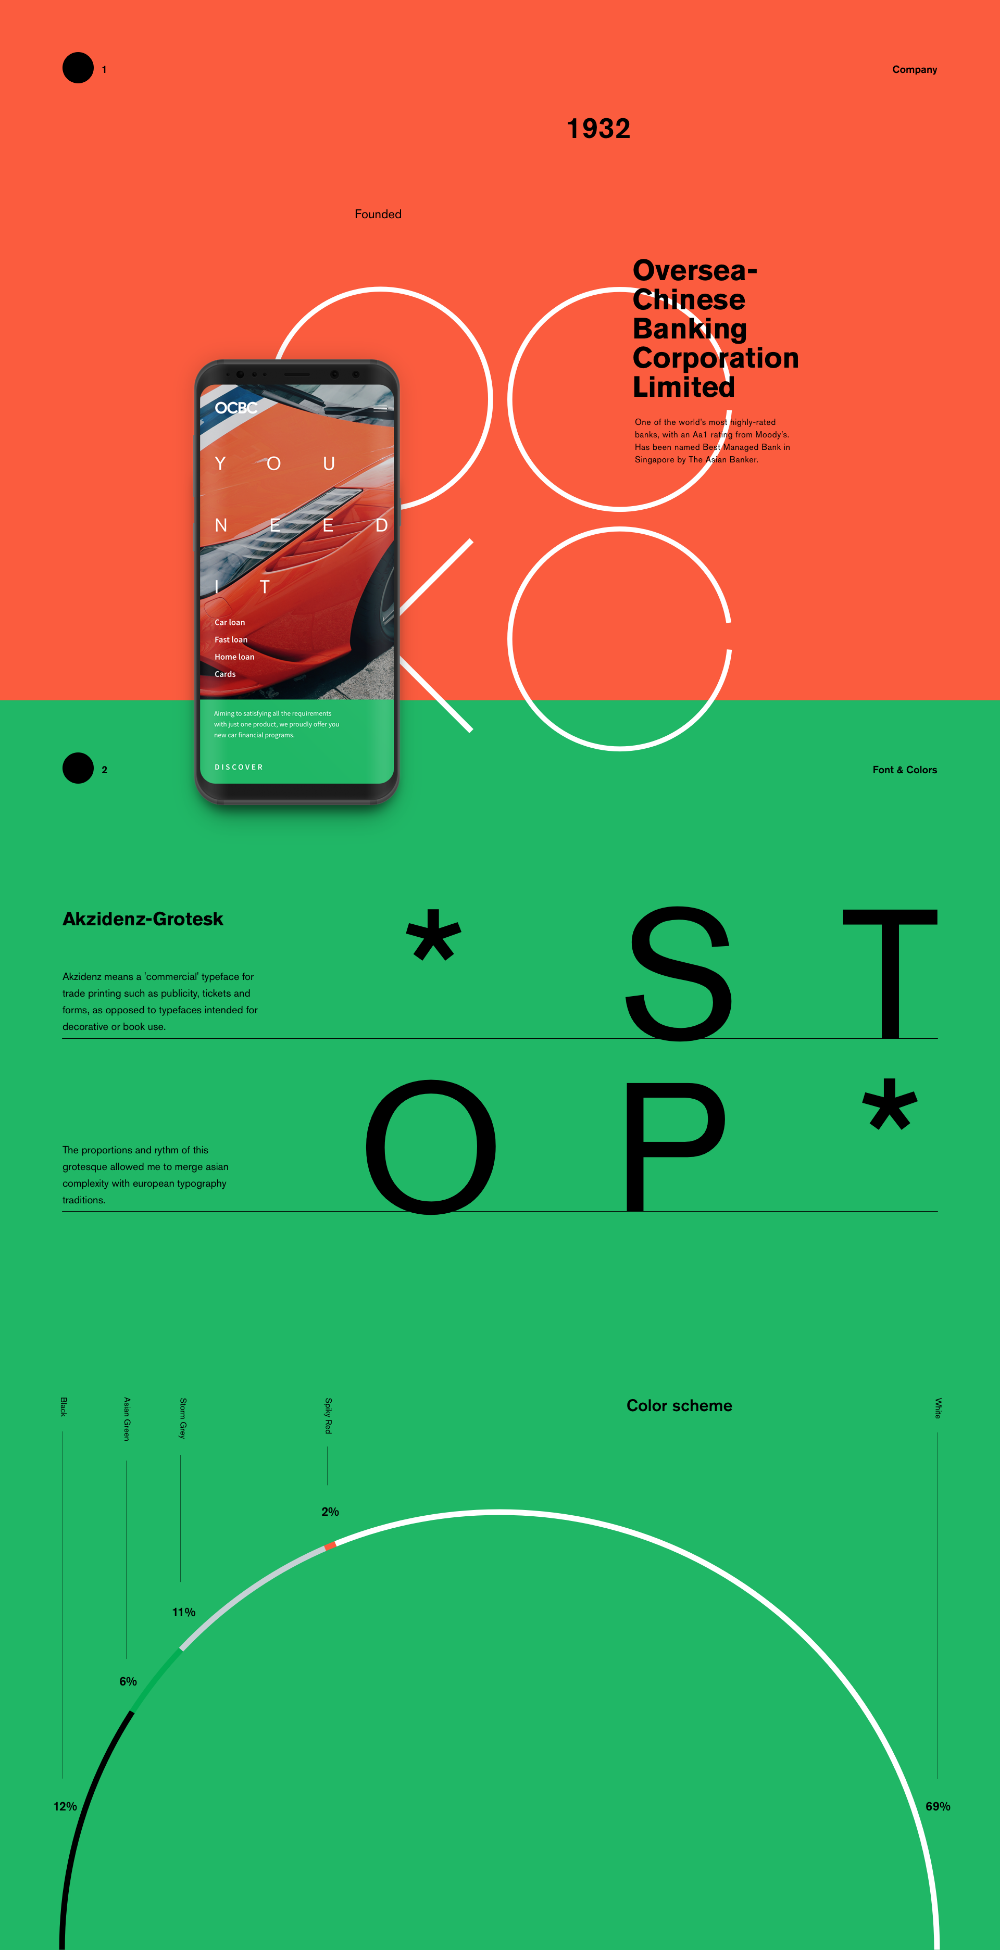 1
Company
1932
Founded
Oversea-
Chinese
Banking
Corporation
Limited
One of the world's most highly-rated
banks, with an Aa1 rating from Moody's.
Has been named Best Managed Bank in
Singapore by The Asian Banker.
OCBC
Y O U
N E E D
I T
Car loan
Fast loan
Home loan
Cards
Aiming to satisfying all the requirements
with just one product, we proudly offer you
new car financial programs.
DISCOVER
2
Font & Colors
Akzidenz-Grotesk
Akzidenz means a 'commercial' typeface for
trade printing such as publicity, tickets and
forms, as opposed to typefaces intended for
decorative or book use.
* S T
O P *
The proportions and rythm of this
grotesque allowed me to merge asian
complexity with european typography
traditions.
Color scheme
Black
Asian Green
Storm Grey
Spiky Red
White
2%
11%
6%
12%
69%